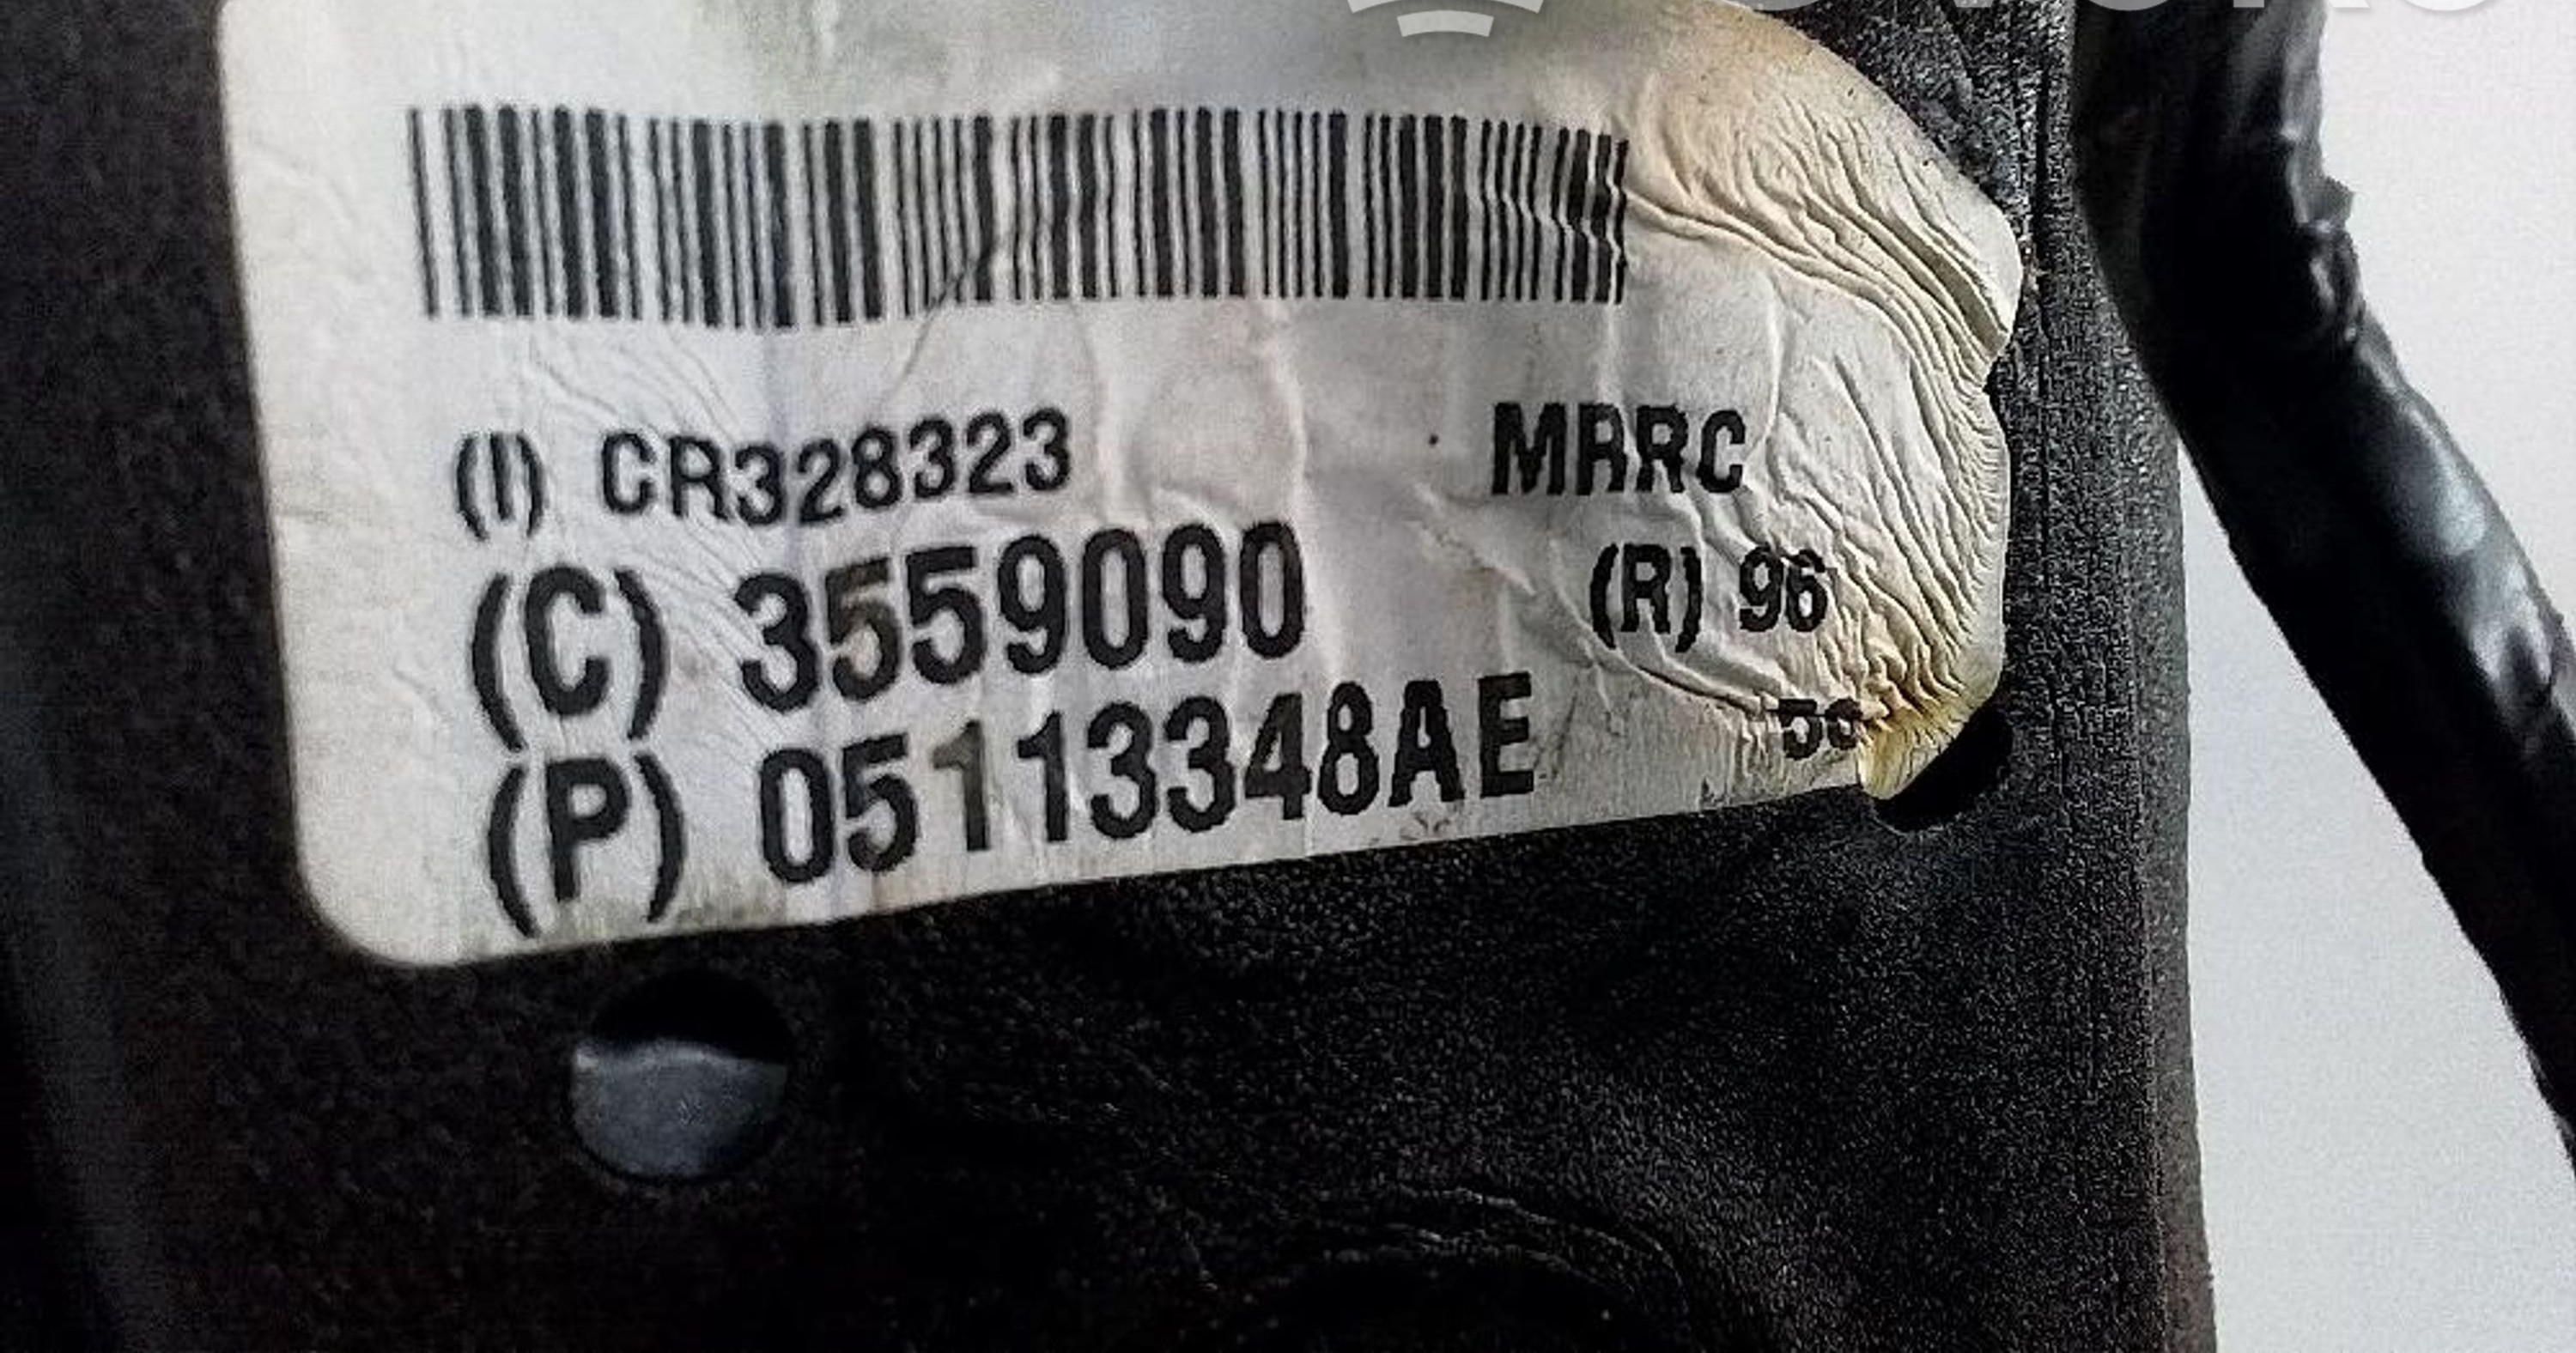 (I) CR328323 MRRC
(C) 3559090 (R) 96
(P) 05113348AE